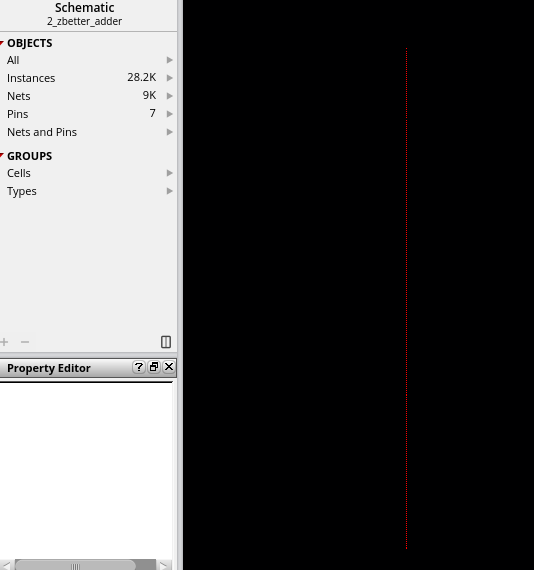 Schematic
2_zbetter_adder
OBJECTS
All
Instances 28.2K
Nets 9K
Pins 7
Nets and Pins
GROUPS
Cells
Types
Property Editor